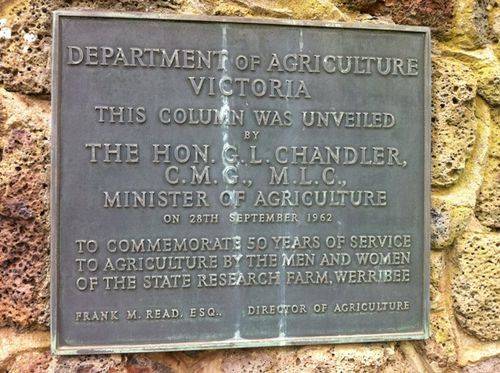 DEPARTMENT OF AGRICULTURE
VICTORIA
THIS COLUMN WAS UNVEILED
BY
THE HON. G. L. CHANDLER,
C.M.G., M.L.C.,
MINISTER OF AGRICULTURE
ON 28TH SEPTEMBER 1962
TO COMMEMORATE 50 YEARS OF SERVICE
TO AGRICULTURE BY THE MEN AND WOMEN
OF THE STATE RESEARCH FARM, WERRIBEE
FRANK M. READ, ESQ., DIRECTOR OF AGRICULTURE